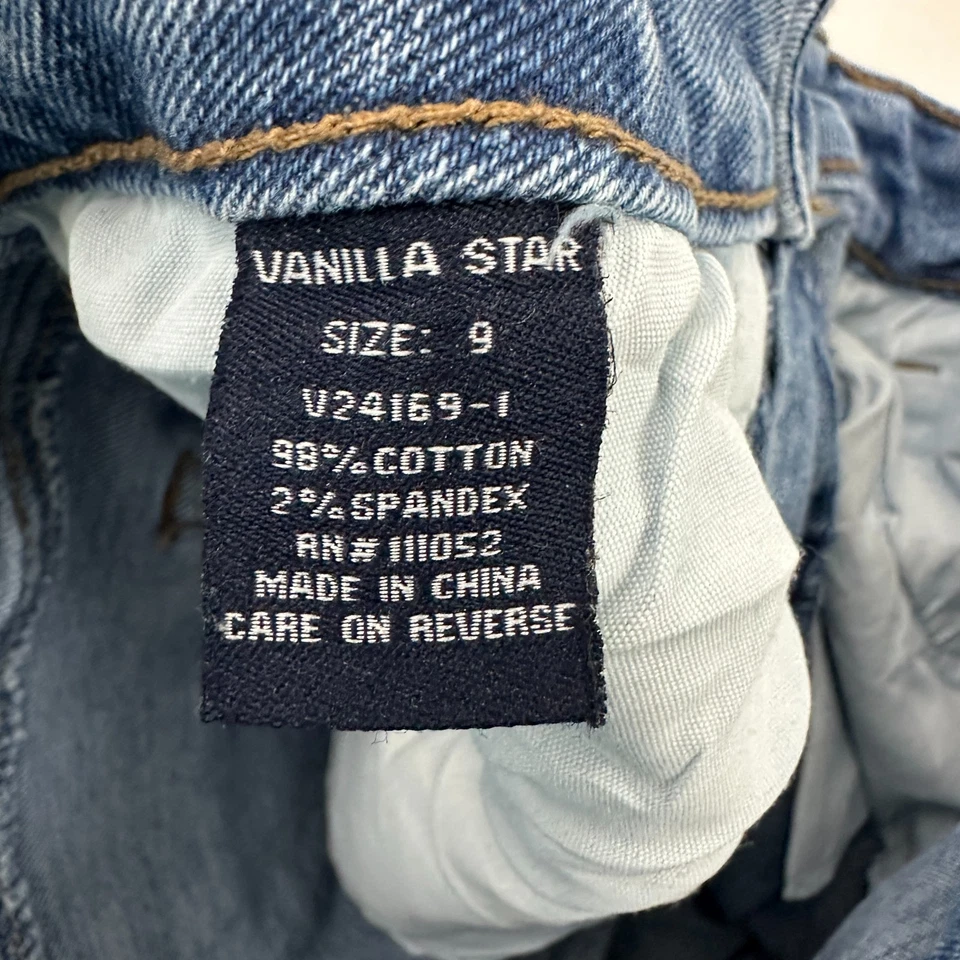 VANILLA STAR
SIZE: 9
V24169-1
98%COTTON
2%SPANDEX
RN#111052
MADE IN CHINA
CARE ON REVERSE